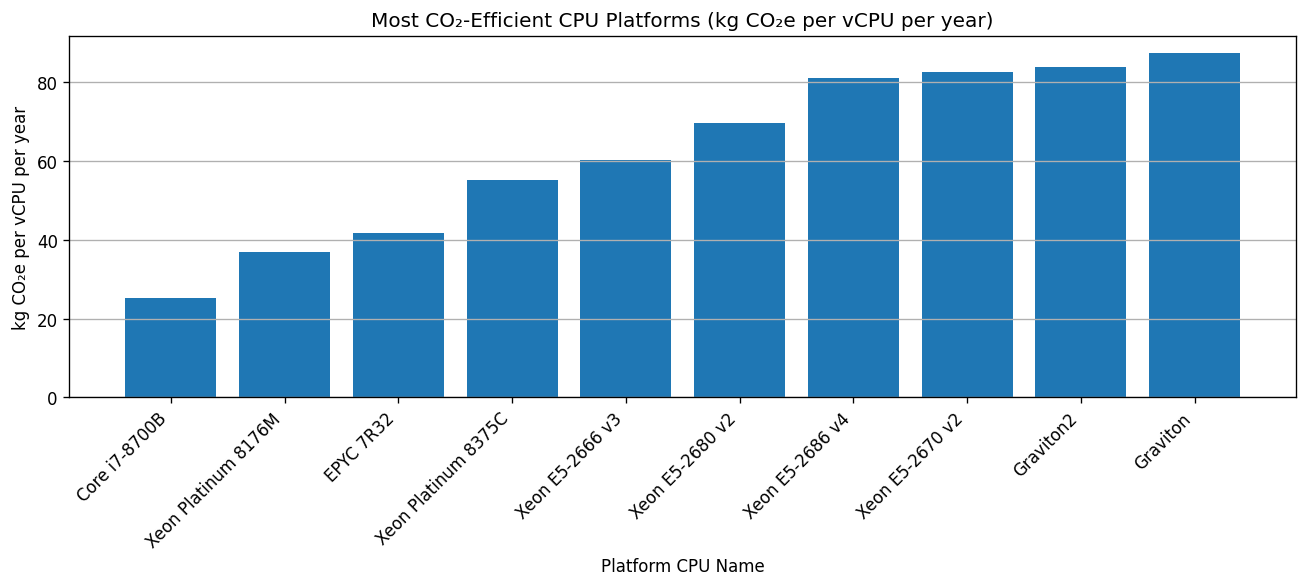 Most CO₂-Efficient CPU Platforms (kg CO₂e per vCPU per year)
kg CO₂e per vCPU per year
80
60
40
20
0
Core i7-8700B
Xeon Platinum 8176M
EPYC 7R32
Xeon Platinum 8375C
Xeon E5-2666 v3
Xeon E5-2680 v2
Xeon E5-2686 v4
Xeon E5-2670 v2
Graviton2
Graviton
Platform CPU Name